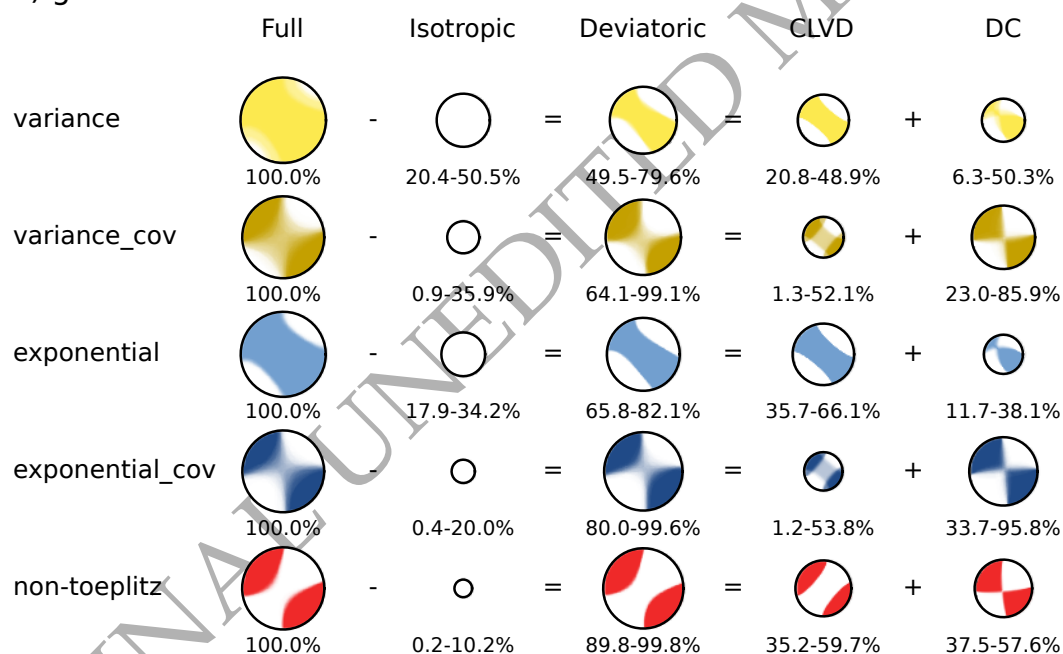 Full Isotropic Deviatoric CLVD DC
variance - = = +
100.0% 20.4-50.5% 49.5-79.6% 20.8-48.9% 6.3-50.3%
variance_cov - = = +
100.0% 0.9-35.9% 64.1-99.1% 1.3-52.1% 23.0-85.9%
exponential - = = +
100.0% 17.9-34.2% 65.8-82.1% 35.7-66.1% 11.7-38.1%
exponential_cov - = = +
100.0% 0.4-20.0% 80.0-99.6% 1.2-53.8% 33.7-95.8%
non-toeplitz - = = +
100.0% 0.2-10.2% 89.8-99.8% 35.2-59.7% 37.5-57.6%
UNEDITED